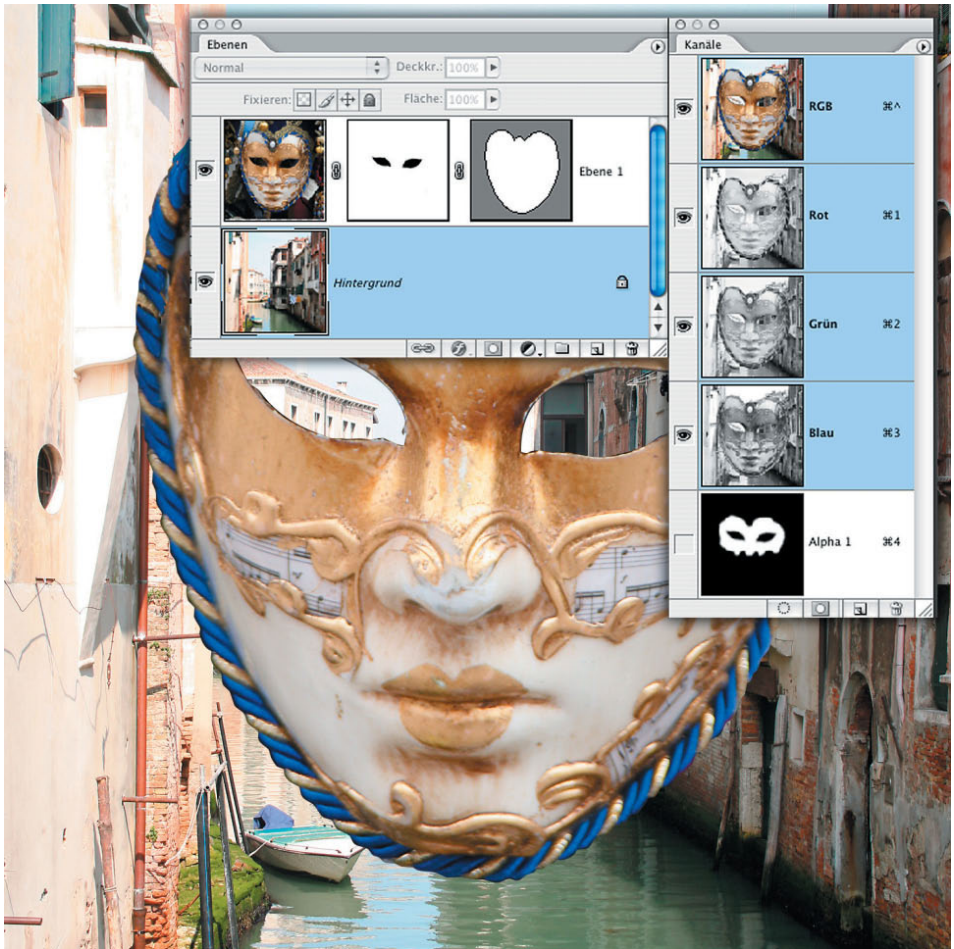 Ebenen
Normal Deckkr.: 100%
Fixieren: Fläche: 100%
Ebene 1
Hintergrund
Kanäle
RGB ⌘^
Rot ⌘1
Grün ⌘2
Blau ⌘3
Alpha 1 ⌘4